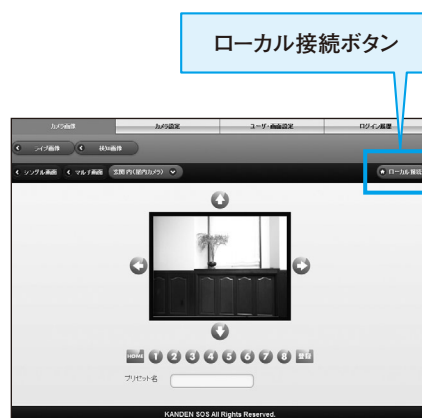 ローカル接続ボタン
カメラ画像 カメラ設定 ユーザ・画面設定 ログイン履歴
ライブ画像 検知画像
シングル画面 マルチ画面 玄関内(屋内カメラ) ローカル接続
HOME 1 2 3 4 5 6 7 8 登録
プリセット名
KANDEN SOS All Rights Reserved.